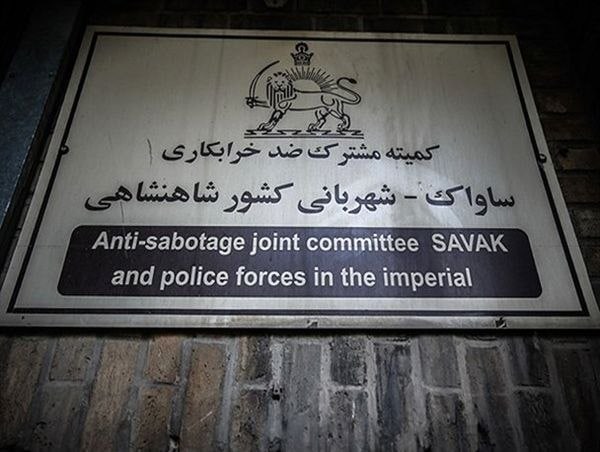 کمیته مشترک ضد خرابکاری
ساواک - شهربانی کشور شاهنشاهی
Anti-sabotage joint committee SAVAK
and police forces in the imperial